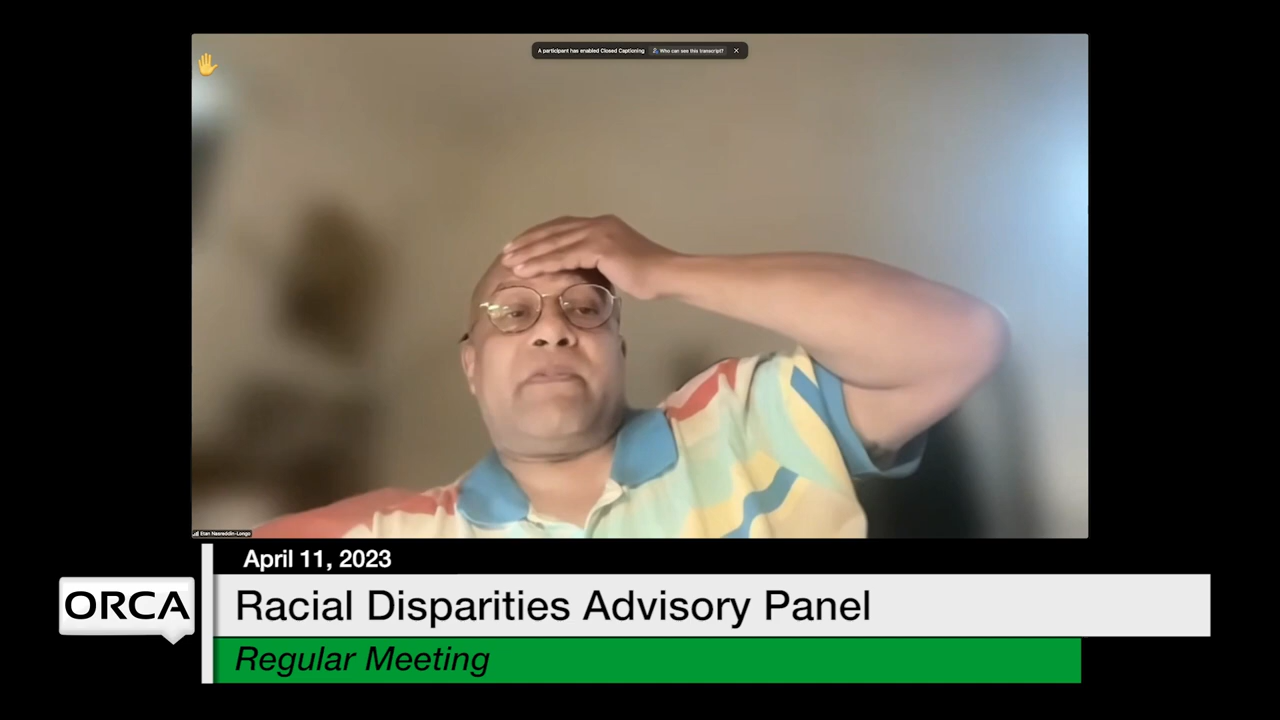 A participant has enabled Closed Captioning Who can see this transcript?
Etan Nasreddin-Longo
April 11, 2023
ORCA
Racial Disparities Advisory Panel
Regular Meeting